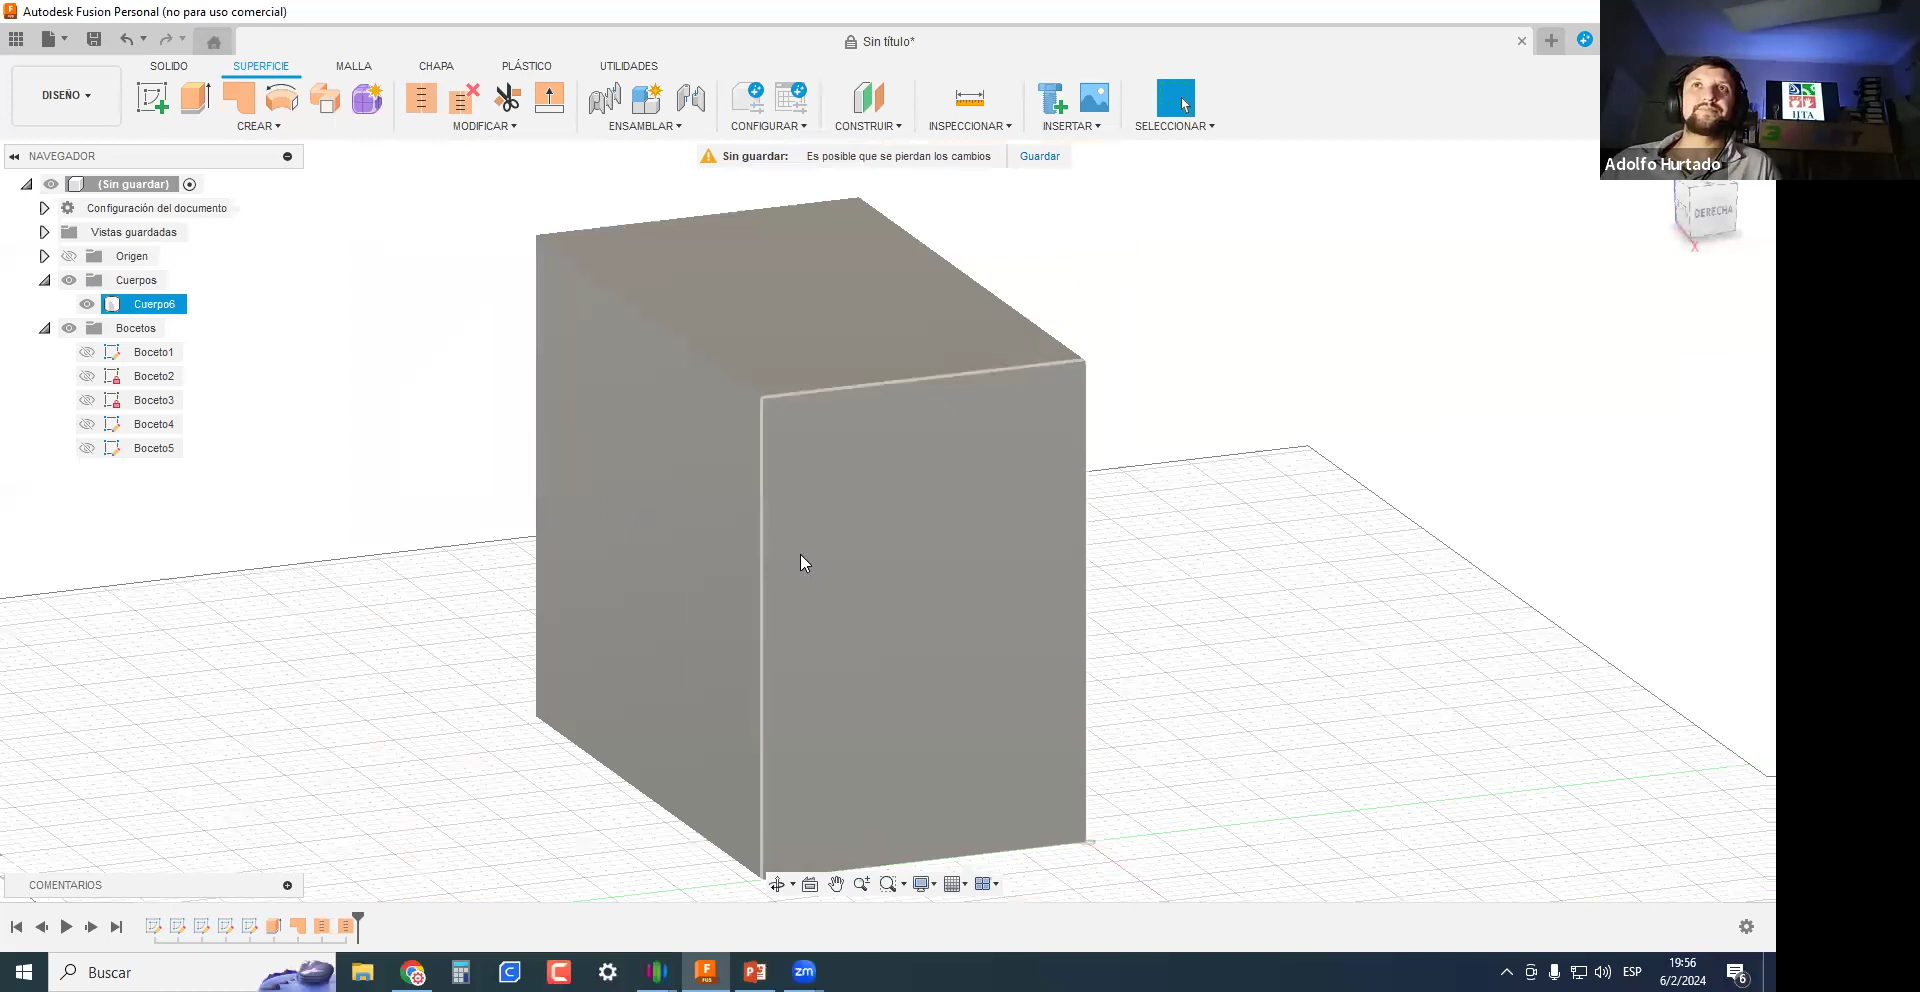 Autodesk Fusion Personal (no para uso comercial)
Sin título*
DISEÑO
SOLIDO
SUPERFICIE
MALLA
CHAPA
PLÁSTICO
UTILIDADES
CREAR
MODIFICAR
ENSAMBLAR
CONFIGURAR
CONSTRUIR
INSPECCIONAR
INSERTAR
SELECCIONAR
IJTA
Adolfo Hurtado
NAVEGADOR
Sin guardar: Es posible que se pierdan los cambios Guardar
(Sin guardar)
Configuración del documento
Vistas guardadas
Origen
Cuerpos
Cuerpo6
Bocetos
Boceto1
Boceto2
Boceto3
Boceto4
Boceto5
DERECHA
X
COMENTARIOS
Buscar
ESP
19:56
6/2/2024
6